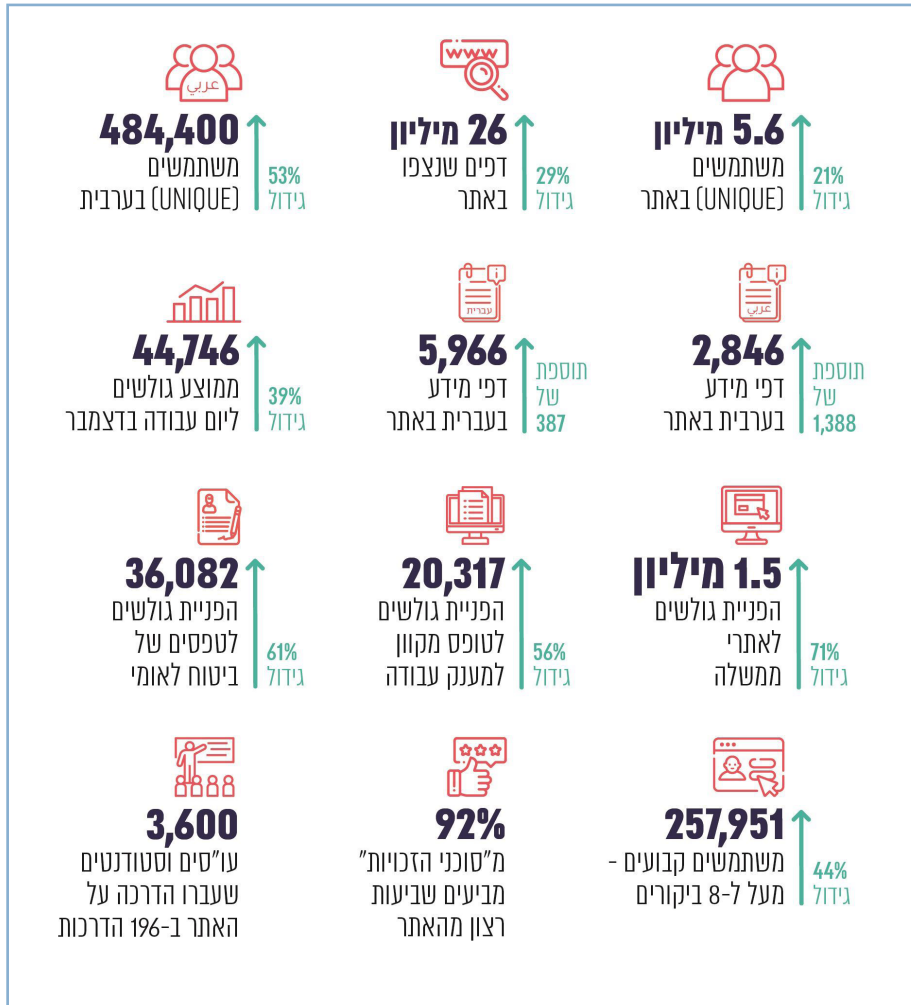 5.6 מיליון
משתמשים
(UNIQUE) באתר
21%
גידול
www
26 מיליון
דפים שנצפו
באתר
29%
גידול
عربي
484,400
משתמשים
(UNIQUE) בערבית
53%
גידול
i
عربي
2,846
דפי מידע
בערבית באתר
תוספת
של
1,388
i
עברית
5,966
דפי מידע
בעברית באתר
תוספת
של
387
44,746
ממוצע גולשים
ליום עבודה בדצמבר
39%
גידול
1.5 מיליון
הפניית גולשים
לאתרי
ממשלה
71%
גידול
20,317
הפניית גולשים
לטופס מקוון
למענק עבודה
56%
גידול
36,082
הפניית גולשים
לטפסים של
ביטוח לאומי
61%
גידול
257,951
משתמשים קבועים -
מעל ל-8 ביקורים
44%
גידול
92%
מ"סוכני הזכויות"
מביעים שביעות
רצון מהאתר
3,600
עו"סים וסטודנטים
שעברו הדרכה על
האתר ב-196 הדרכות